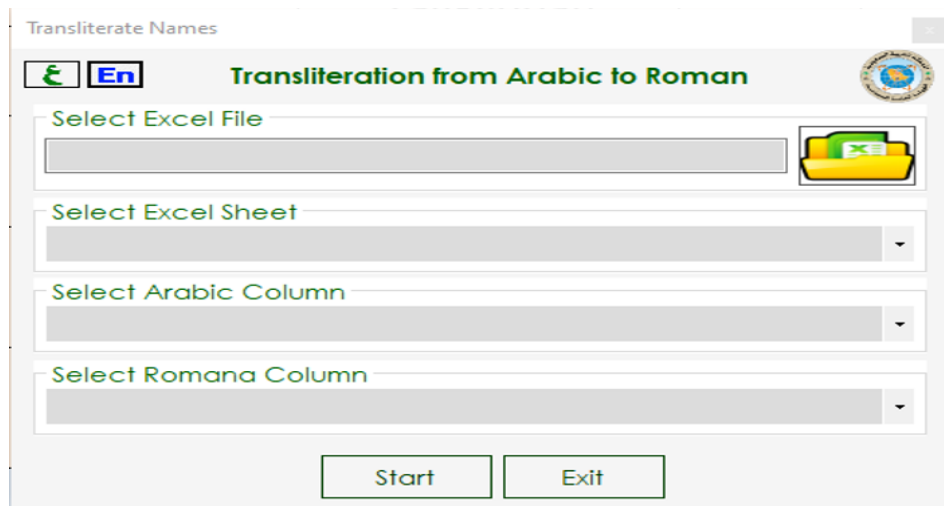 Transliterate Names
ع En Transliteration from Arabic to Roman
Select Excel File
Select Excel Sheet
Select Arabic Column
Select Romana Column
Start Exit